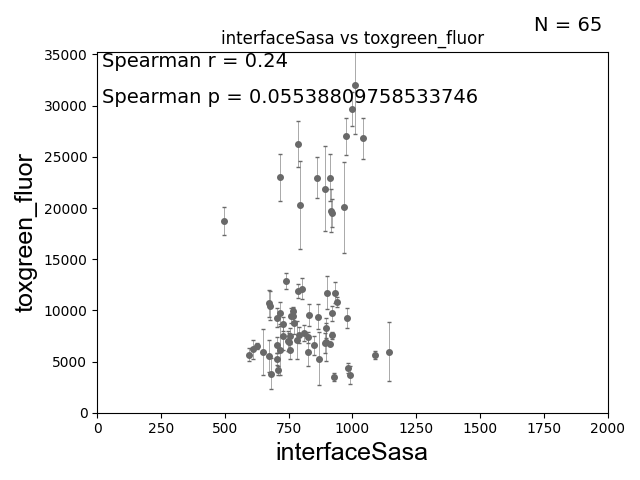 N = 65
interfaceSasa vs toxgreen_fluor
Spearman r = 0.24
Spearman p = 0.05538809758533746
toxgreen_fluor
35000
30000
25000
20000
15000
10000
5000
0
0 250 500 750 1000 1250 1500 1750 2000
interfaceSasa